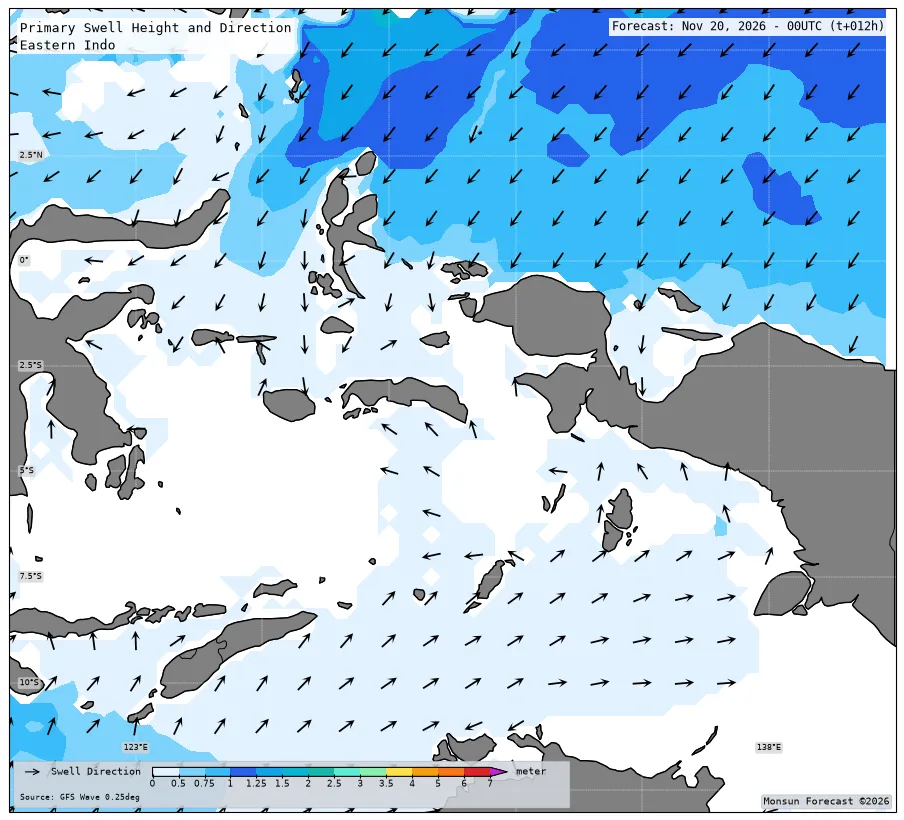 Primary Swell Height and Direction
Eastern Indo
Forecast: Nov 20, 2026 - 00UTC (t+012h)
2.5°N
0°
2.5°S
5°S
7.5°S
10°S
123°E
138°E
Swell Direction
0 0.5 0.75 1 1.25 1.5 2 2.5 3 3.5 4 5 6 7
meter
Source: GFS Wave 0.25deg
Monsun Forecast ©2026